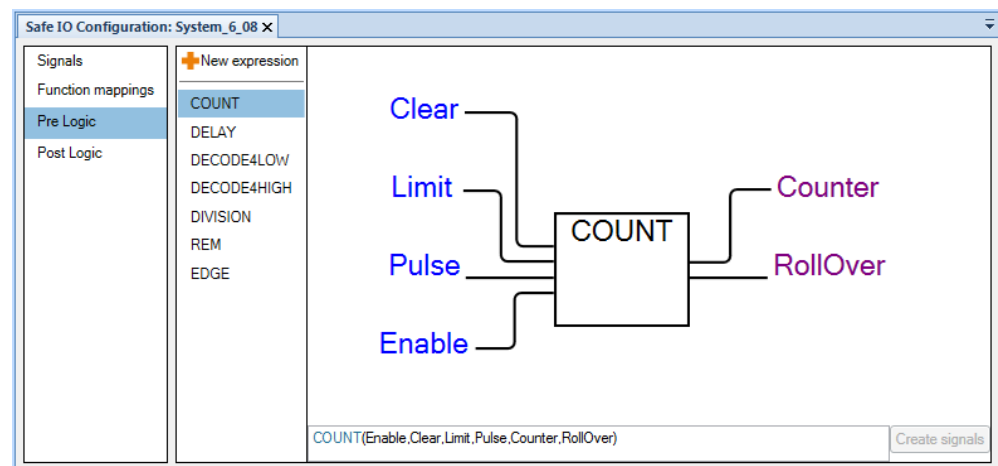 Safe IO Configuration: System_6_08 X
Signals
Function mappings
Pre Logic
Post Logic
New expression
COUNT
DELAY
DECODE4LOW
DECODE4HIGH
DIVISION
REM
EDGE
Clear
Limit
Pulse
Enable
COUNT
Counter
RollOver
COUNT(Enable,Clear,Limit,Pulse,Counter,RollOver)
Create signals